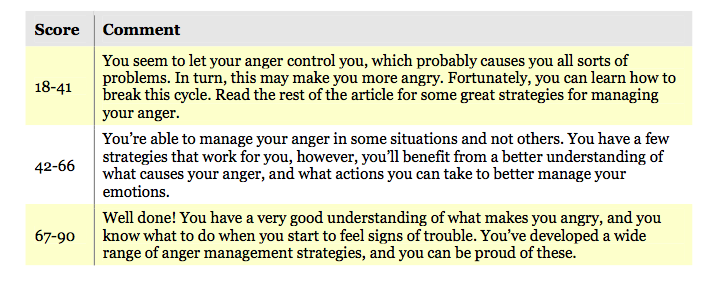 Score Comment
18-41
You seem to let your anger control you, which probably causes you all sorts of
problems. In turn, this may make you more angry. Fortunately, you can learn how to
break this cycle. Read the rest of the article for some great strategies for managing
your anger.
42-66
You’re able to manage your anger in some situations and not others. You have a few
strategies that work for you, however, you’ll benefit from a better understanding of
what causes your anger, and what actions you can take to better manage your
emotions.
67-90
Well done! You have a very good understanding of what makes you angry, and you
know what to do when you start to feel signs of trouble. You’ve developed a wide
range of anger management strategies, and you can be proud of these.